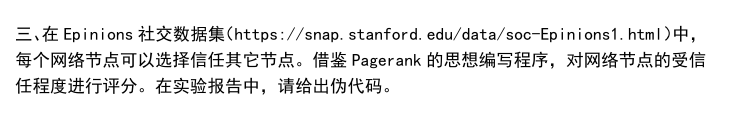 三、在 Epinions 社交数据集(https://snap.stanford.edu/data/soc-Epinions1.html)中，
每个网络节点可以选择信任其它节点。借鉴 Pagerank 的思想编写程序，对网络节点的受信
任程度进行评分。在实验报告中，请给出伪代码。